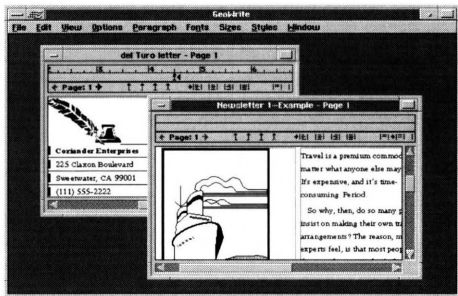 GeoWrite
File Edit View Options Paragraph Fonts Sizes Styles Window
del Turo letter - Page 1
Page: 1
Coriander Enterprises
225 Claxon Boulevard
Sweetwater, CA 99001
(111) 555-2222
Newsletter 1--Example - Page 1
Page: 1
Travel is a premium commod
matter what anyone else may
It's expensive, and it's time-
consuming. Period.
So why, then, do so many p
insist on making their own tra
arrangements? The reason, m
experts feel, is that most peop